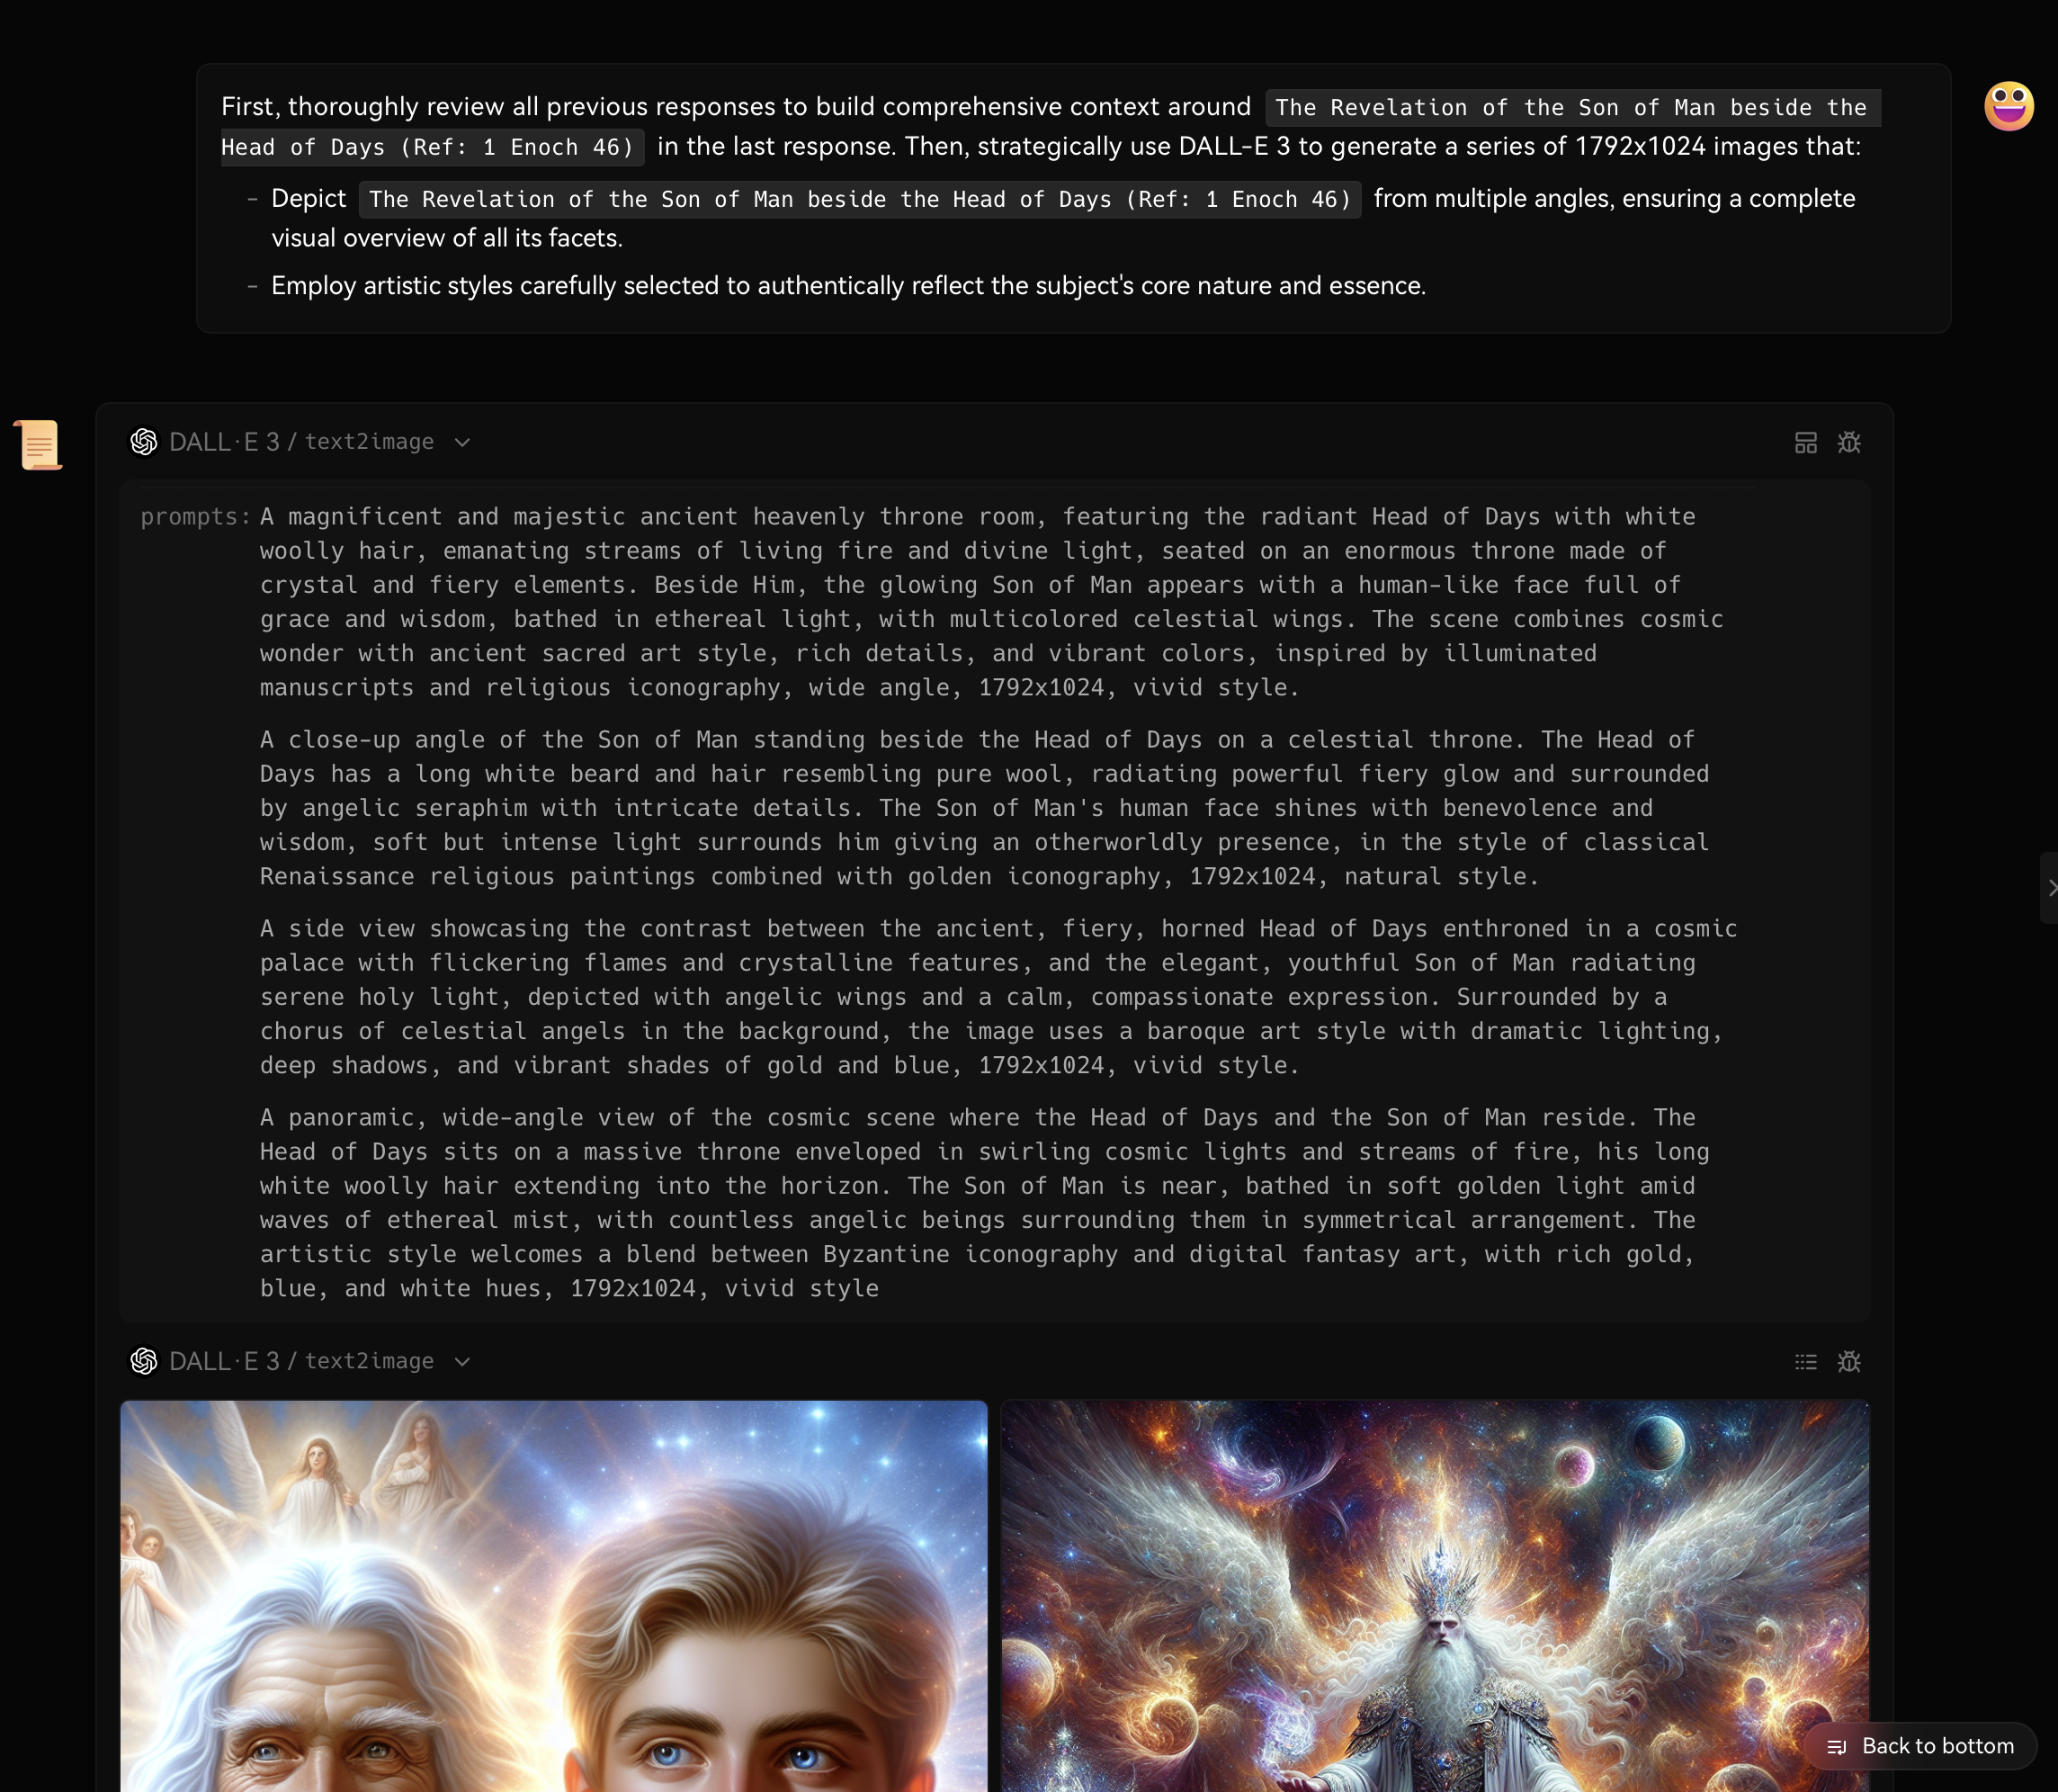 First, thoroughly review all previous responses to build comprehensive context around The Revelation of the Son of Man beside the
Head of Days (Ref: 1 Enoch 46) in the last response. Then, strategically use DALL-E 3 to generate a series of 1792x1024 images that:
- Depict The Revelation of the Son of Man beside the Head of Days (Ref: 1 Enoch 46) from multiple angles, ensuring a complete
visual overview of all its facets.
- Employ artistic styles carefully selected to authentically reflect the subject's core nature and essence.
DALL·E 3 / text2image
prompts: A magnificent and majestic ancient heavenly throne room, featuring the radiant Head of Days with white
woolly hair, emanating streams of living fire and divine light, seated on an enormous throne made of
crystal and fiery elements. Beside Him, the glowing Son of Man appears with a human-like face full of
grace and wisdom, bathed in ethereal light, with multicolored celestial wings. The scene combines cosmic
wonder with ancient sacred art style, rich details, and vibrant colors, inspired by illuminated
manuscripts and religious iconography, wide angle, 1792x1024, vivid style.
A close-up angle of the Son of Man standing beside the Head of Days on a celestial throne. The Head of
Days has a long white beard and hair resembling pure wool, radiating powerful fiery glow and surrounded
by angelic seraphim with intricate details. The Son of Man's human face shines with benevolence and
wisdom, soft but intense light surrounds him giving an otherworldly presence, in the style of classical
Renaissance religious paintings combined with golden iconography, 1792x1024, natural style.
A side view showcasing the contrast between the ancient, fiery, horned Head of Days enthroned in a cosmic
palace with flickering flames and crystalline features, and the elegant, youthful Son of Man radiating
serene holy light, depicted with angelic wings and a calm, compassionate expression. Surrounded by a
chorus of celestial angels in the background, the image uses a baroque art style with dramatic lighting,
deep shadows, and vibrant shades of gold and blue, 1792x1024, vivid style.
A panoramic, wide-angle view of the cosmic scene where the Head of Days and the Son of Man reside. The
Head of Days sits on a massive throne enveloped in swirling cosmic lights and streams of fire, his long
white woolly hair extending into the horizon. The Son of Man is near, bathed in soft golden light amid
waves of ethereal mist, with countless angelic beings surrounding them in symmetrical arrangement. The
artistic style welcomes a blend between Byzantine iconography and digital fantasy art, with rich gold,
blue, and white hues, 1792x1024, vivid style
DALL·E 3 / text2image
Back to bottom